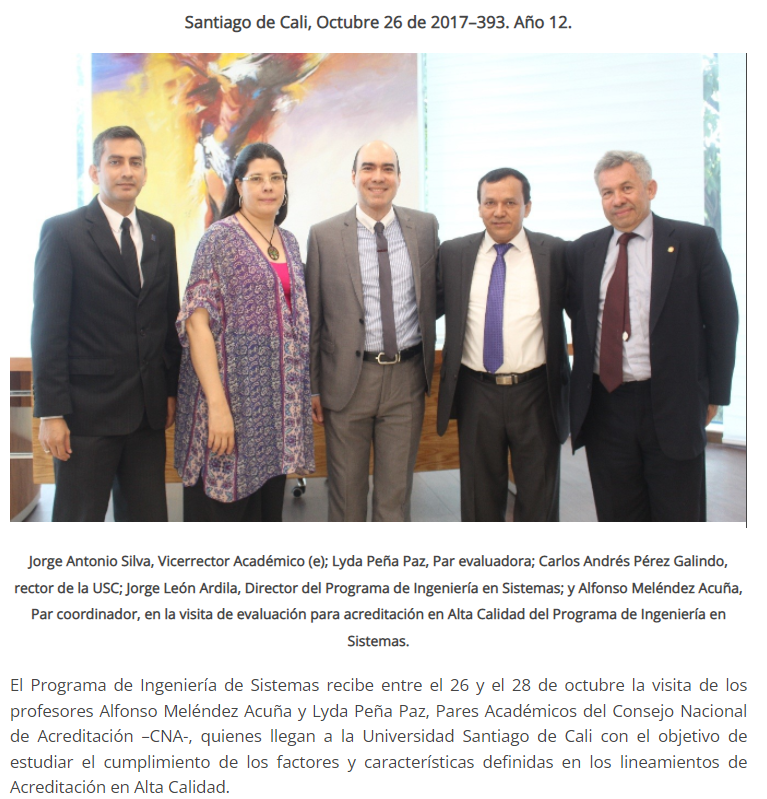 Santiago de Cali, Octubre 26 de 2017–393. Año 12.
Jorge Antonio Silva, Vicerrector Académico (e); Lyda Peña Paz, Par evaluadora; Carlos Andrés Pérez Galindo,
rector de la USC; Jorge León Ardila, Director del Programa de Ingeniería en Sistemas; y Alfonso Meléndez Acuña,
Par coordinador, en la visita de evaluación para acreditación en Alta Calidad del Programa de Ingeniería en
Sistemas.
El Programa de Ingeniería de Sistemas recibe entre el 26 y el 28 de octubre la visita de los
profesores Alfonso Meléndez Acuña y Lyda Peña Paz, Pares Académicos del Consejo Nacional
de Acreditación –CNA-, quienes llegan a la Universidad Santiago de Cali con el objetivo de
estudiar el cumplimiento de los factores y características definidas en los lineamientos de
Acreditación en Alta Calidad.